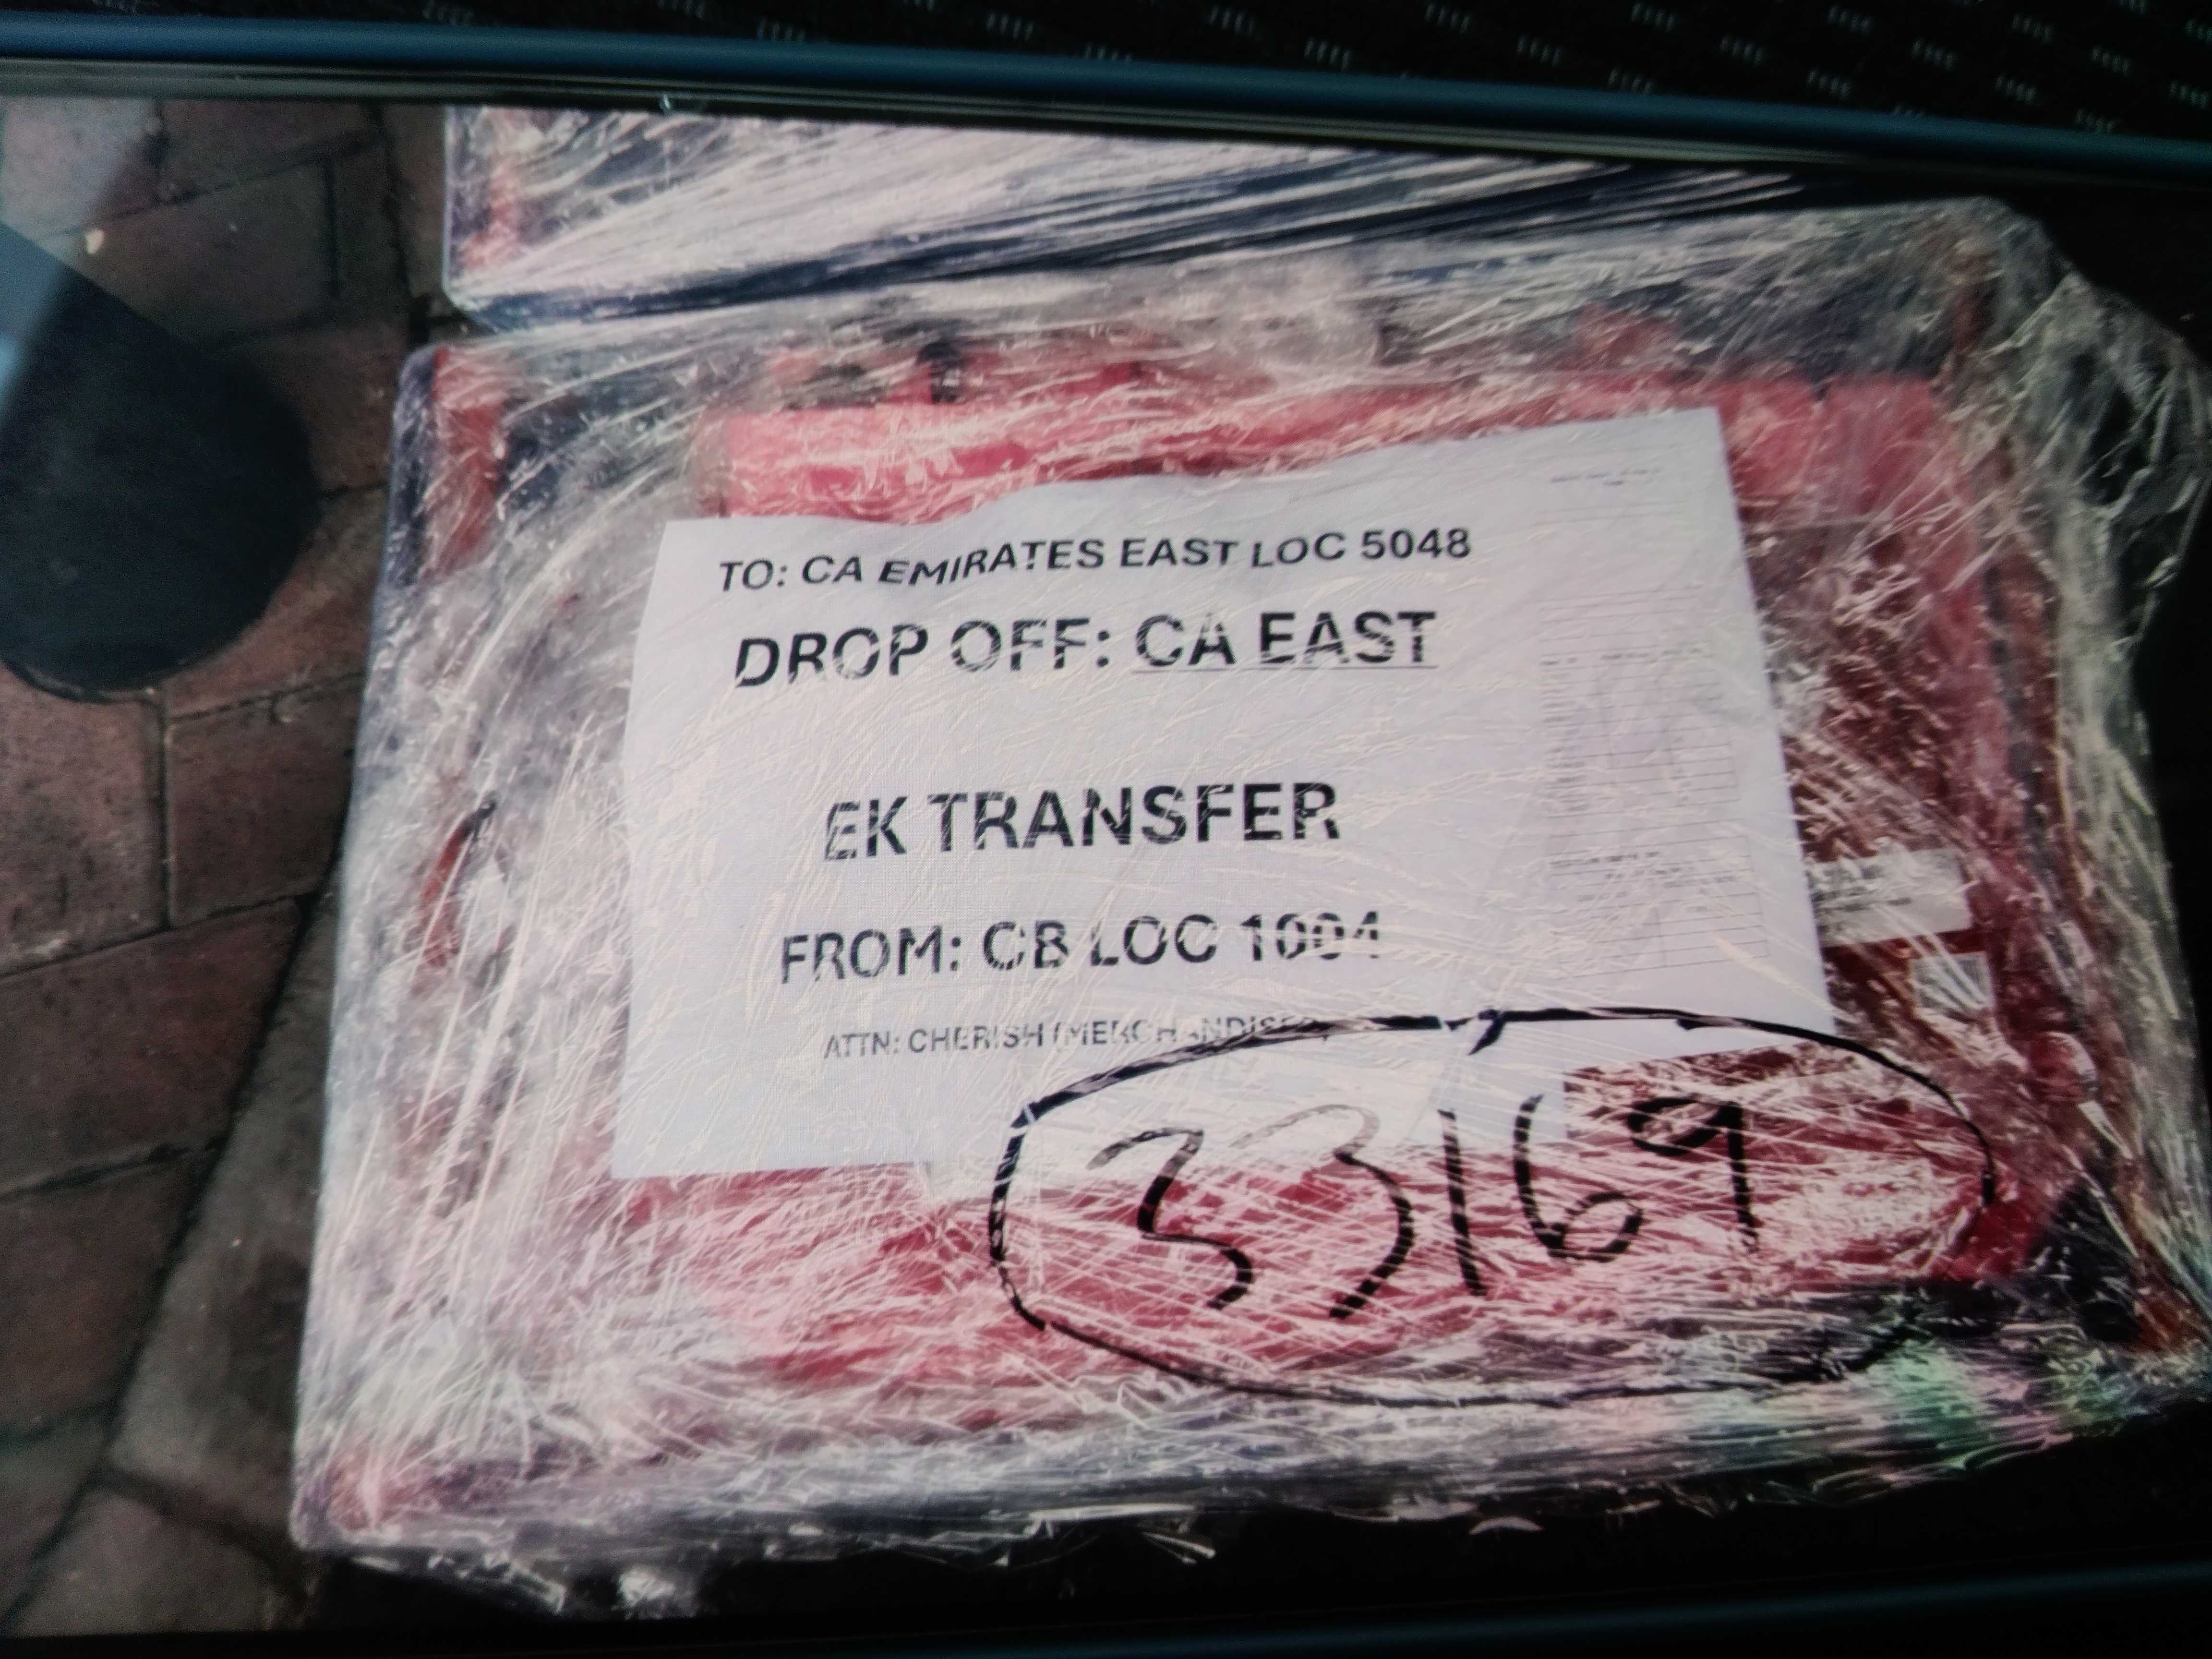 TO: CA EMIRATES EAST LOC 5048
DROP OFF: CA EAST
EK TRANSFER
FROM: CB LOC 1004
ATTN: CHERISH (MERCHANDISER)
33169